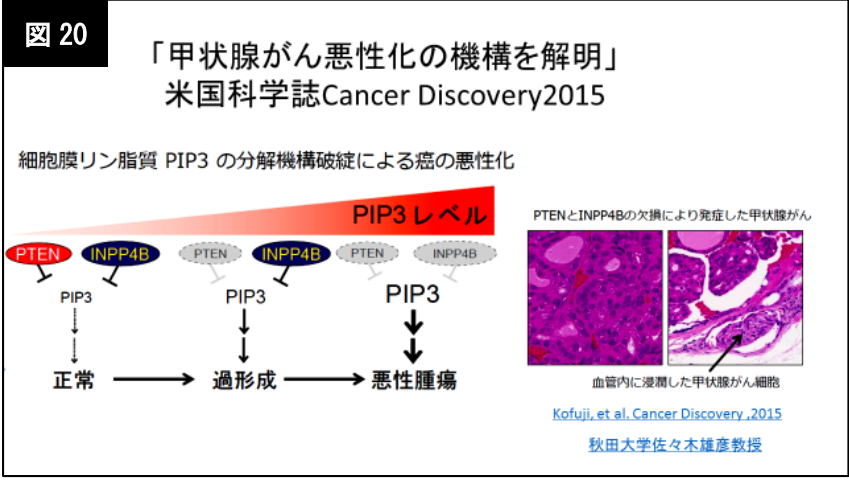 図 20
「甲状腺がん悪性化の機構を解明」
米国科学誌Cancer Discovery2015
細胞膜リン脂質 PIP3 の分解機構破綻による癌の悪性化
PIP3レベル
PTEN INPP4B PTEN INPP4B PTEN INPP4B
PIP3 PIP3 PIP3
正常 過形成 悪性腫瘍
PTENとINPP4Bの欠損により発症した甲状腺がん
血管内に浸潤した甲状腺がん細胞
Kofuji, et al. Cancer Discovery ,2015
秋田大学佐々木雄彦教授